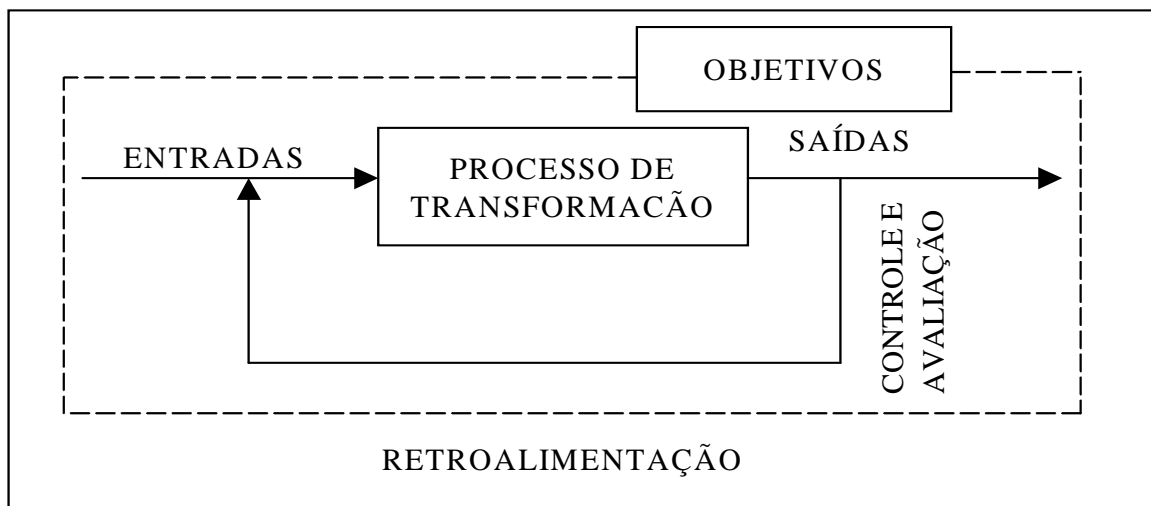 OBJETIVOS
ENTRADAS
PROCESSO DE
TRANSFORMACÃO
SAÍDAS
CONTROLE E
AVALIAÇÃO
RETROALIMENTAÇÃO